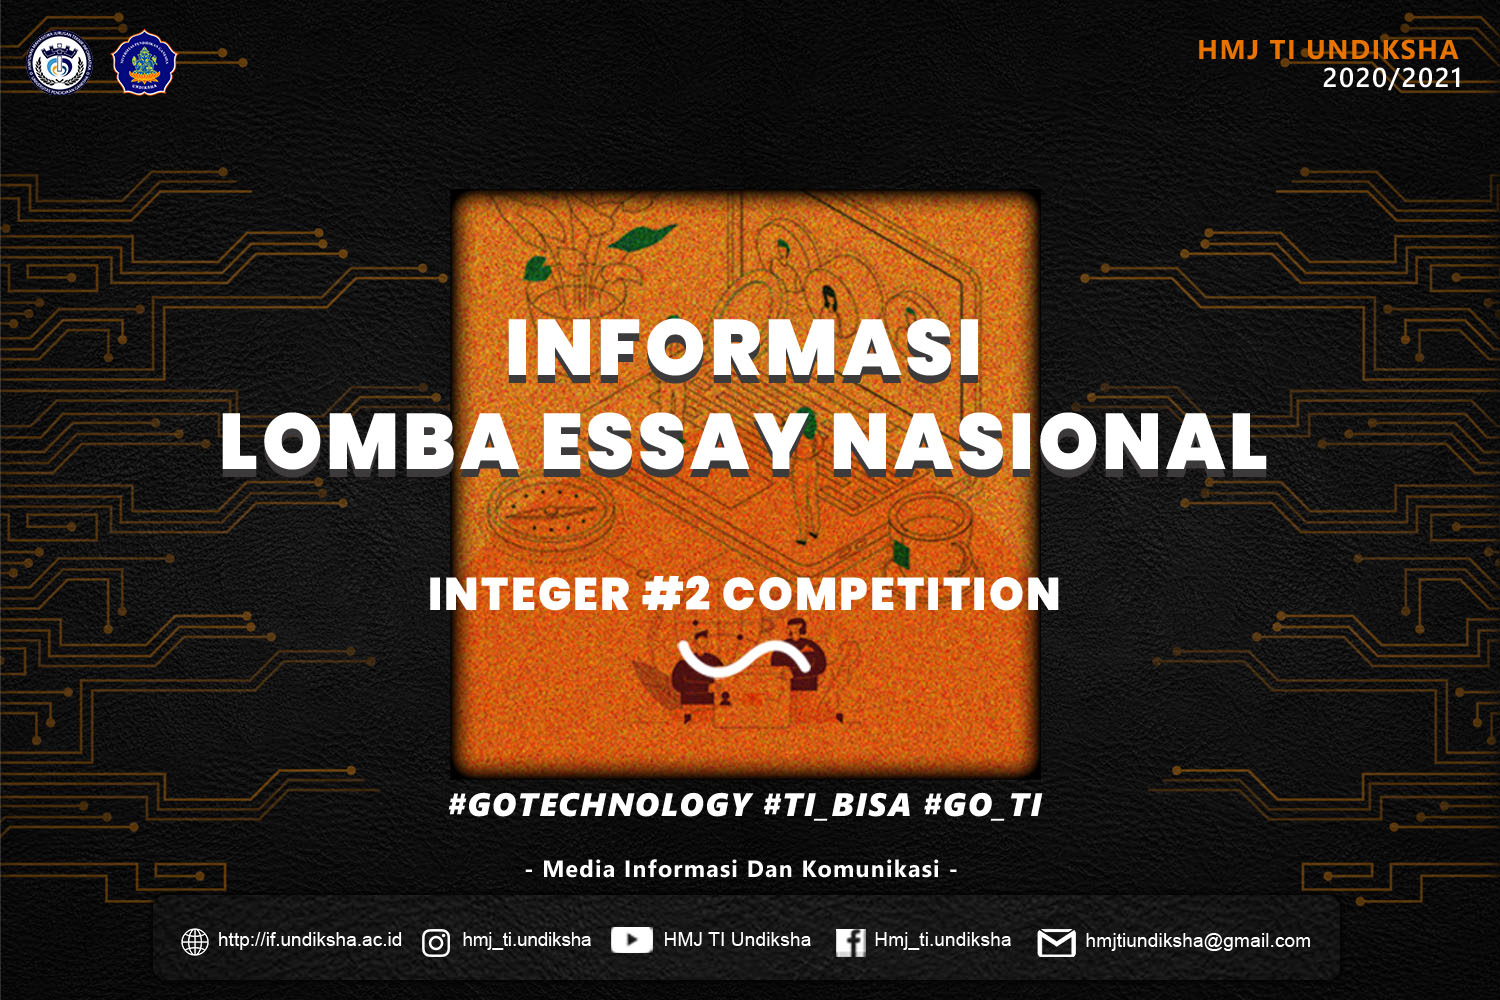 HMJ TI UNDIKSHA
2020/2021
INFORMASI
LOMBA ESSAY NASIONAL
INTEGER #2 COMPETITION
#GOTECHNOLOGY #TI_BISA #GO_TI
- Media Informasi Dan Komunikasi -
http://if.undiksha.ac.id hmj_ti.undiksha HMJ TI Undiksha Hmj_ti.undiksha hmjtiundiksha@gmail.com